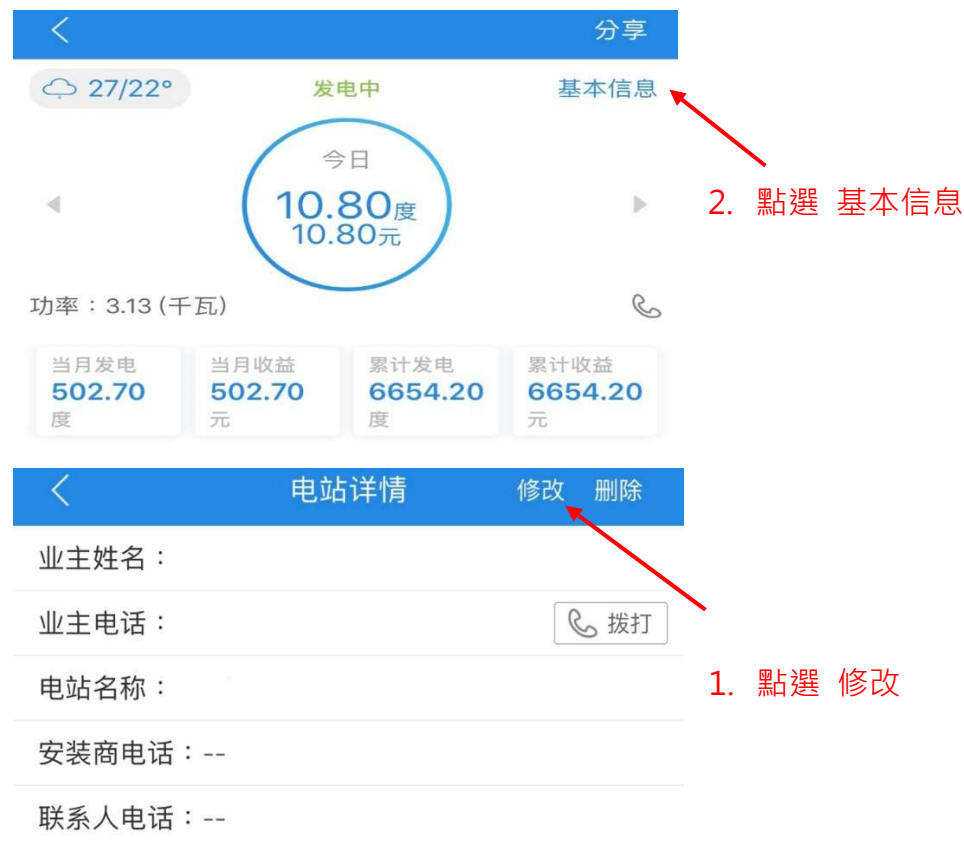 分享
27/22°
发电中
基本信息
今日
10.80度
10.80元
2. 點選 基本信息
功率：3.13 (千瓦)
当月发电
502.70
度
当月收益
502.70
元
累计发电
6654.20
度
累计收益
6654.20
元
电站详情
修改 删除
业主姓名：
业主电话：
拨打
电站名称：
1. 點選 修改
安装商电话：--
联系人电话：--